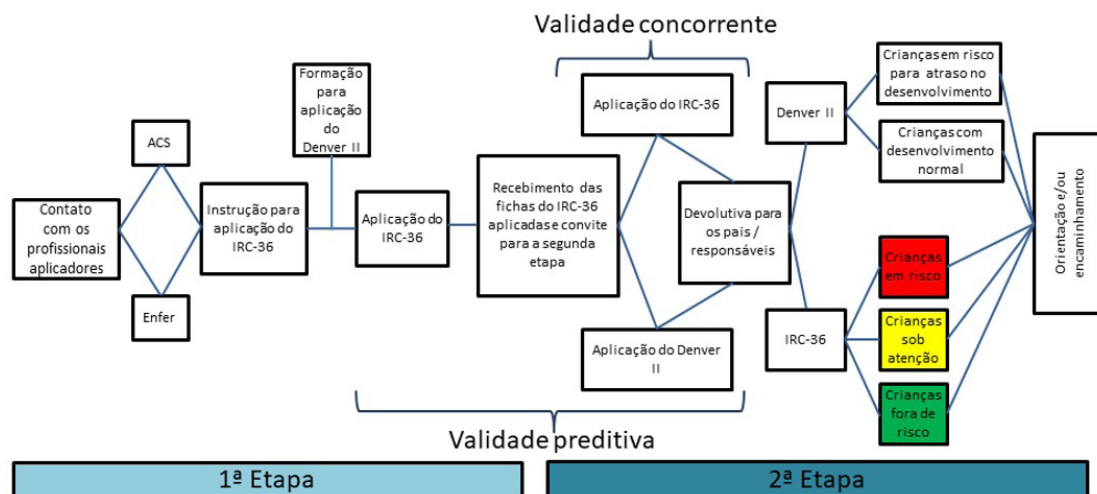 Validade concorrente
Formação
para
aplicação
do
Denver II
ACS
Contato
com os
profissionais
aplicadores
Enfer
Instrução para
aplicação do
IRC-36
Aplicação do
IRC-36
Recebimento das
fichas do IRC-36
aplicadas e convite
para a segunda
etapa
Aplicação do IRC-36
Devolutiva para
os pais /
responsáveis
Aplicação do Denver
II
Denver II
Crianças em risco
para atraso no
desenvolvimento
Crianças com
desenvolvimento
normal
IRC-36
Crianças
em risco
Crianças
sob
atenção
Crianças
fora de
risco
Orientação e/ou
encaminhamento
Validade preditiva
1ª Etapa
2ª Etapa